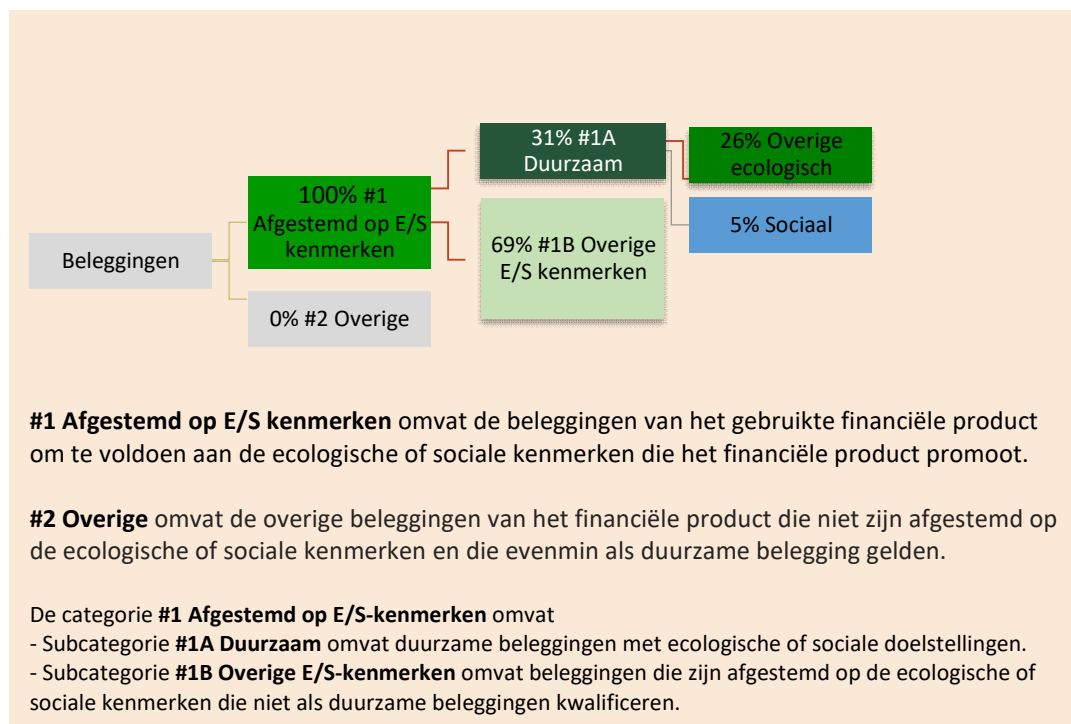 Beleggingen
100% #1
Afgestemd op E/S
kenmerken
0% #2 Overige
31% #1A
Duurzaam
69% #1B Overige
E/S kenmerken
26% Overige
ecologisch
5% Sociaal
#1 Afgestemd op E/S kenmerken omvat de beleggingen van het gebruikte financiële product
om te voldoen aan de ecologische of sociale kenmerken die het financiële product promoot.
#2 Overige omvat de overige beleggingen van het financiële product die niet zijn afgestemd op
de ecologische of sociale kenmerken en die evenmin als duurzame belegging gelden.
De categorie #1 Afgestemd op E/S-kenmerken omvat
- Subcategorie #1A Duurzaam omvat duurzame beleggingen met ecologische of sociale doelstellingen.
- Subcategorie #1B Overige E/S-kenmerken omvat beleggingen die zijn afgestemd op de ecologische of
sociale kenmerken die niet als duurzame beleggingen kwalificeren.